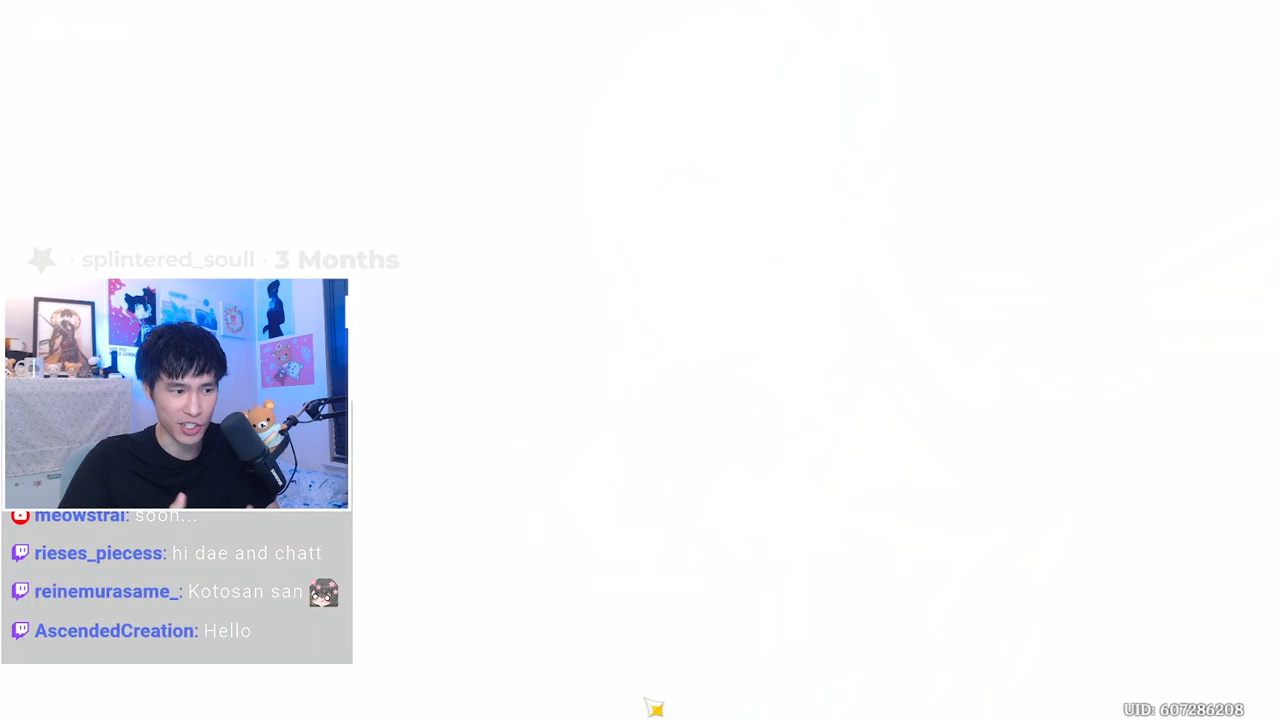 - splintered_soull · 3 Months
meowstral: soon...
rieses_piecess: hi dae and chatt
reinemurasame_: Kotosan san
AscendedCreation: Hello
UID: 607286208